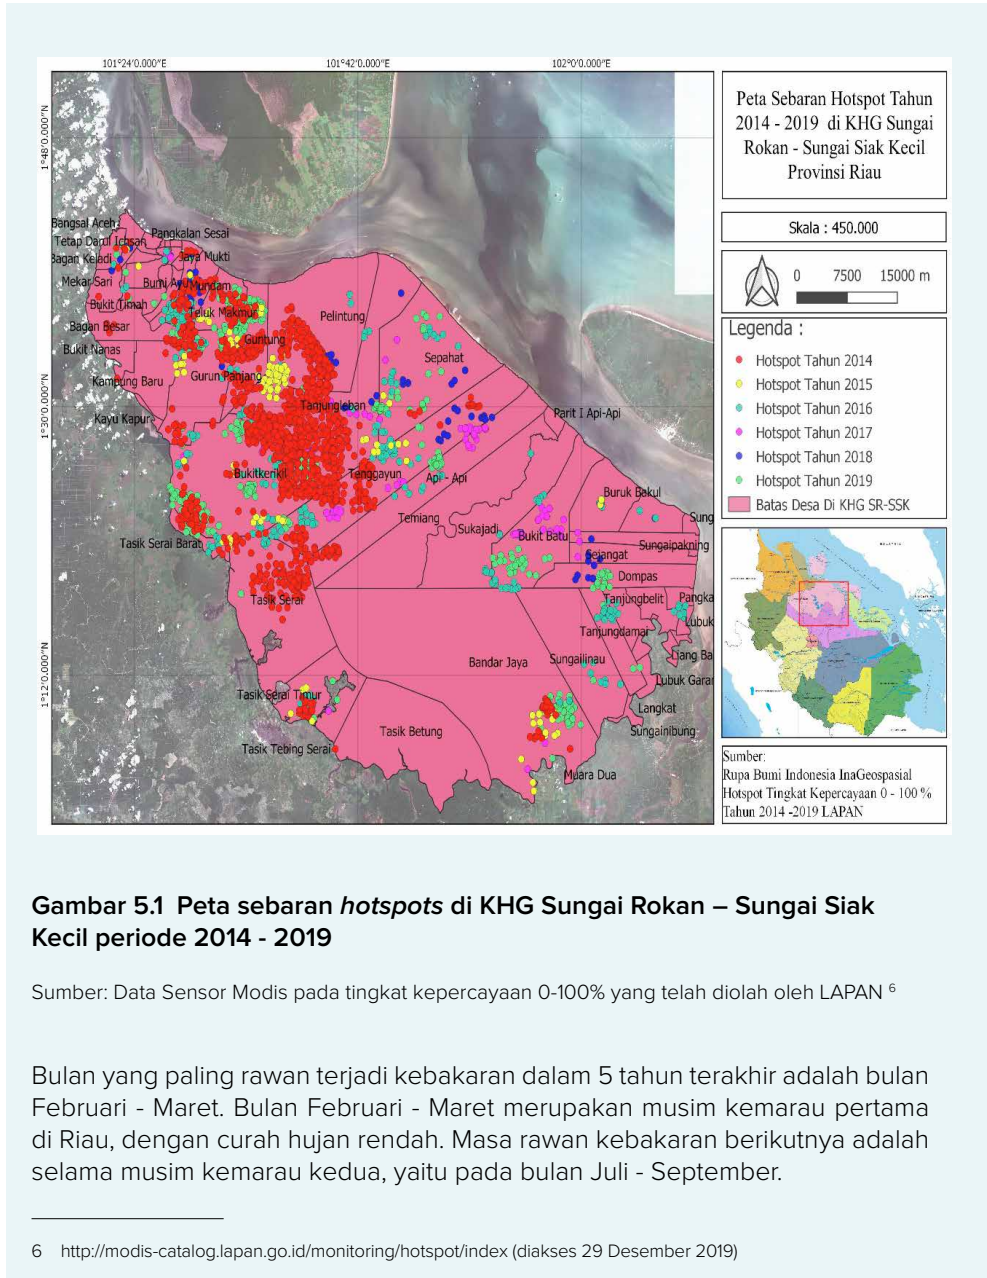 101°24'0.000"E
101°42'0.000"E
102°0'0.000"E
1°48'0.000"N
1°30'0.000"N
1°12'0.000"N
Bangsal Aceh
Pangkalan Sesai
Tetap Darul Ichsan
Bagan Keladi
Jaya Mukti
Mekar Sari
Bumi Ayu
Mundam
Bukit Timah
Teluk Makmur
Pelintung
Bagan Besar
Guntung
Bukit Nanas
Sepahat
Kampung Baru
Gurun Panjang
Tanjungleban
Parit I Api-Api
Kayu Kapur
Bukitkerikil
Tenggayun
Api - Api
Buruk Bakul
Temiang
Sukajadi
Bukit Batu
Sung
Tasik Serai Barat
Sejangat
Sungaipakning
Dompas
Tasik Serai
Tanjungbelit
Pangka
Lubuk
Tanjungdamai
Bandar Jaya
Sungailinau
Liang Ba
Lubuk Garan
Tasik Serai Timur
Langkat
Tasik Betung
Sungainibung
Tasik Tebing Serai
Muara Dua
Peta Sebaran Hotspot Tahun
2014 - 2019 di KHG Sungai
Rokan - Sungai Siak Kecil
Provinsi Riau
Skala : 450.000
0 7500 15000 m
Legenda :
Hotspot Tahun 2014
Hotspot Tahun 2015
Hotspot Tahun 2016
Hotspot Tahun 2017
Hotspot Tahun 2018
Hotspot Tahun 2019
Batas Desa Di KHG SR-SSK
Sumber:
Rupa Bumi Indonesia InaGeospasial
Hotspot Tingkat Kepercayaan 0 - 100 %
Tahun 2014 -2019 LAPAN
Gambar 5.1 Peta sebaran hotspots di KHG Sungai Rokan – Sungai Siak
Kecil periode 2014 - 2019
Sumber: Data Sensor Modis pada tingkat kepercayaan 0-100% yang telah diolah oleh LAPAN 6
Bulan yang paling rawan terjadi kebakaran dalam 5 tahun terakhir adalah bulan
Februari - Maret. Bulan Februari - Maret merupakan musim kemarau pertama
di Riau, dengan curah hujan rendah. Masa rawan kebakaran berikutnya adalah
selama musim kemarau kedua, yaitu pada bulan Juli - September.
6 http://modis-catalog.lapan.go.id/monitoring/hotspot/index (diakses 29 Desember 2019)